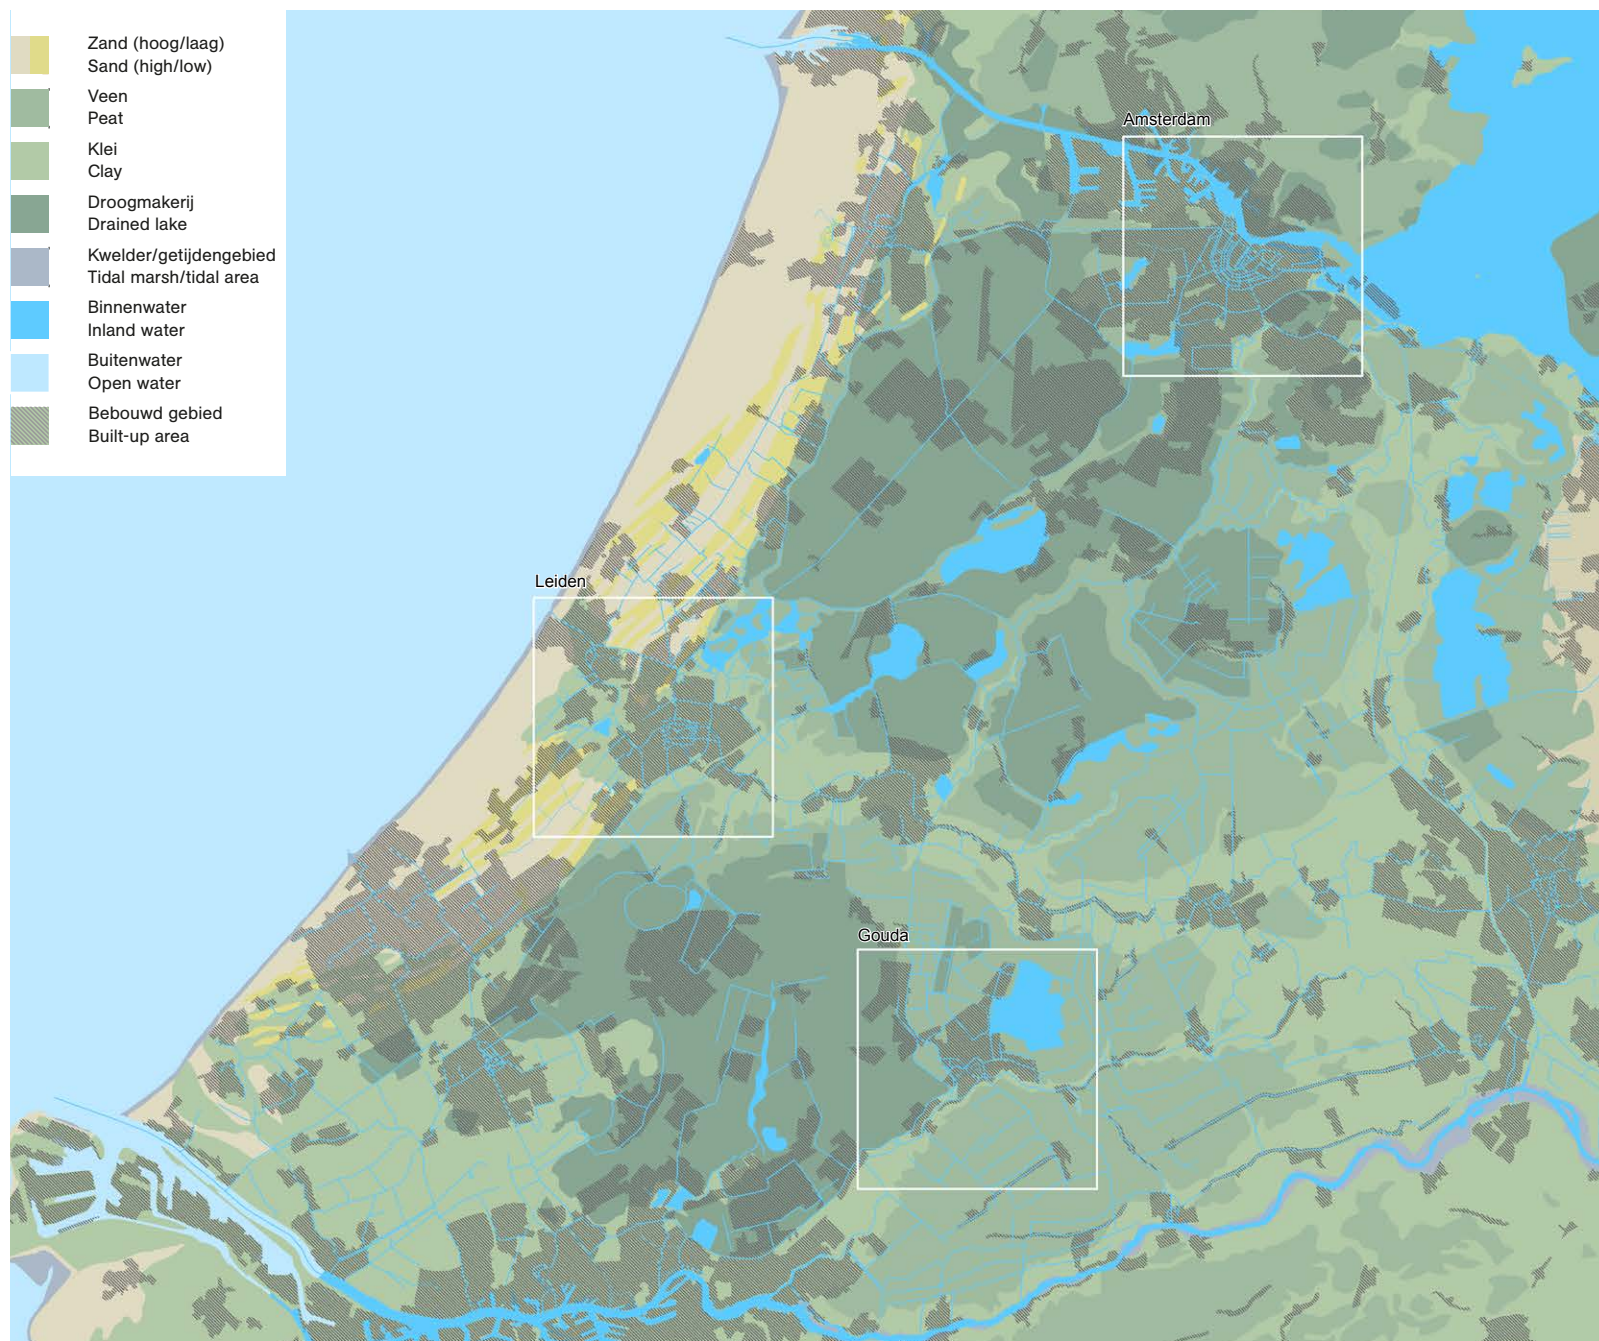 Zand (hoog/laag)
Sand (high/low)
Veen
Peat
Klei
Clay
Droogmakerij
Drained lake
Kwelder/getijdengebied
Tidal marsh/tidal area
Binnenwater
Inland water
Buitenwater
Open water
Bebouwd gebied
Built-up area
Amsterdam
Leiden
Gouda